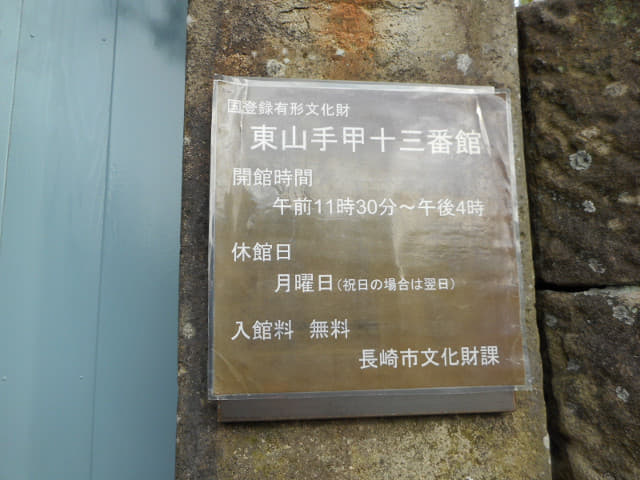 国登録有形文化財
東山手甲十三番館
開館時間
午前11時30分～午後4時
休館日
月曜日（祝日の場合は翌日）
入館料 無料
長崎市文化財課